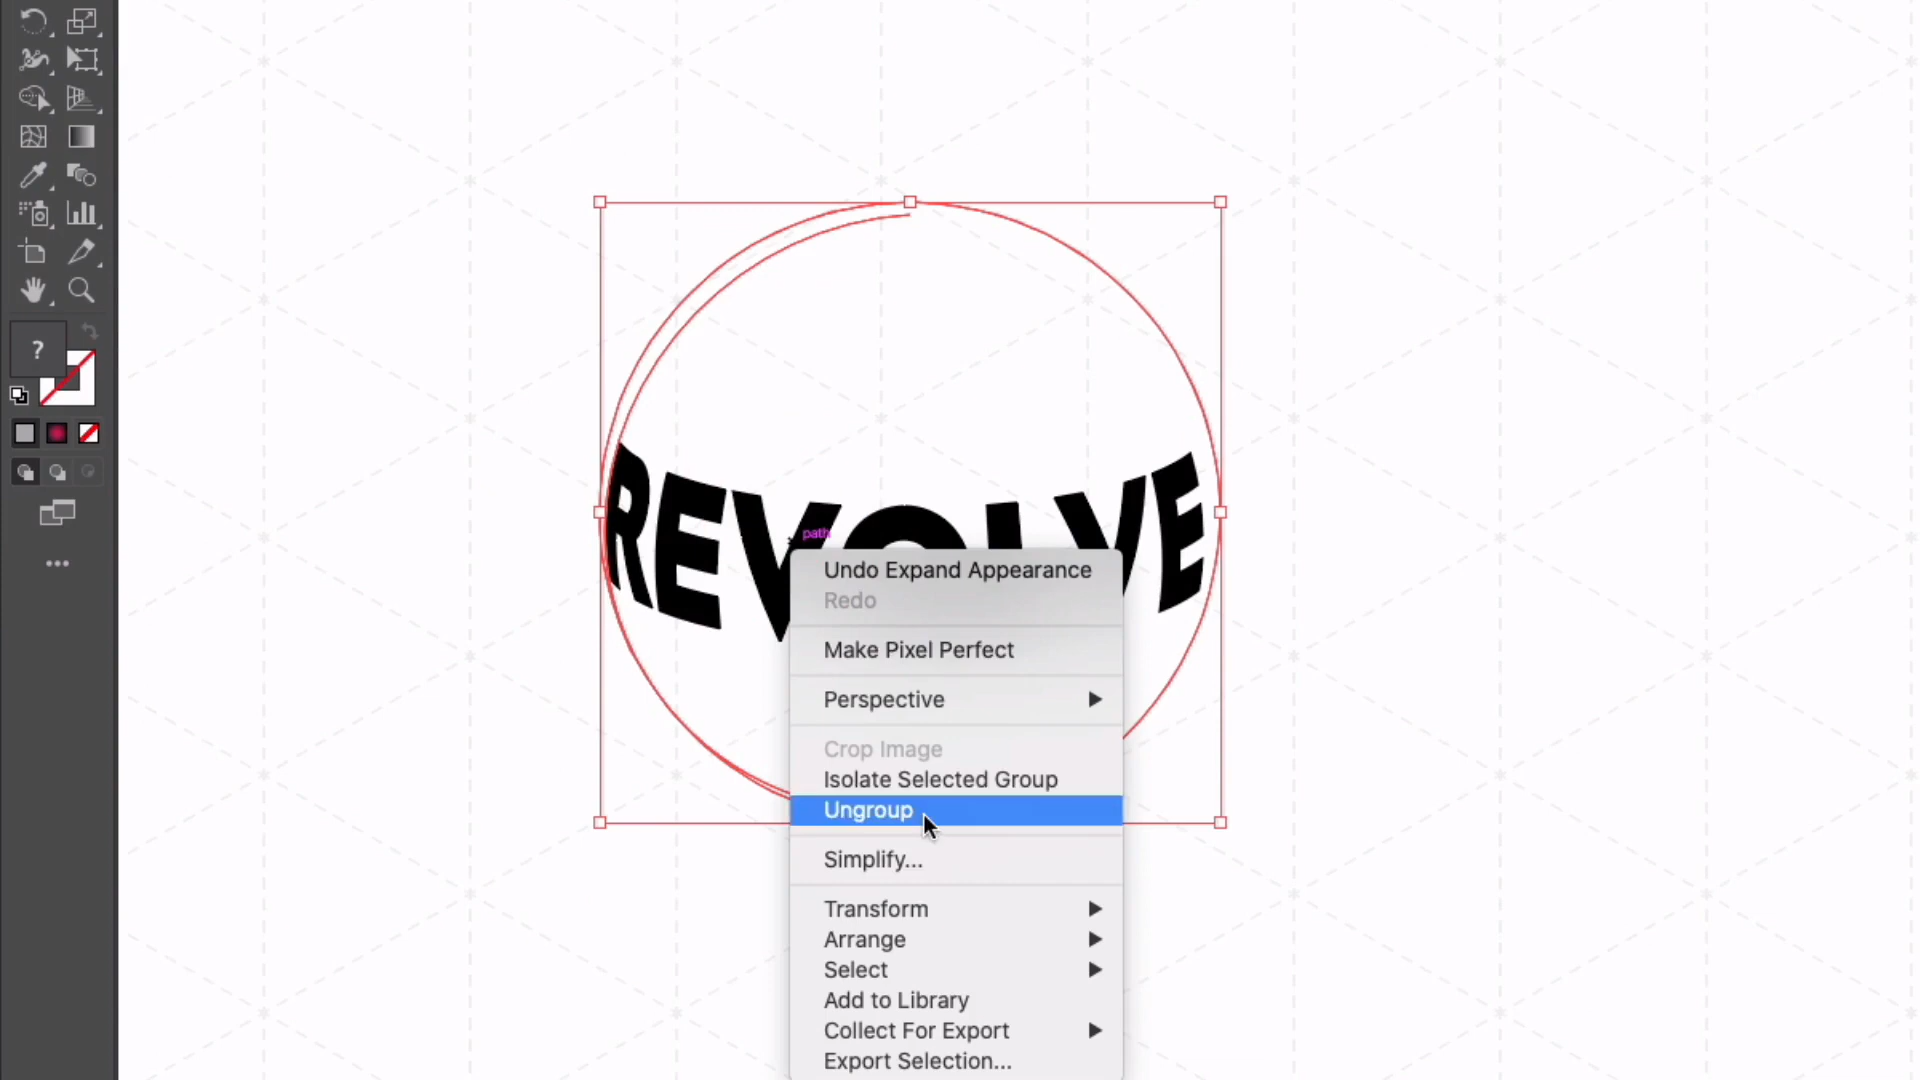 ?
REVOLVE
path
Undo Expand Appearance
Redo
Make Pixel Perfect
Perspective
Crop Image
Isolate Selected Group
Ungroup
Simplify...
Transform
Arrange
Select
Add to Library
Collect For Export
Export Selection...